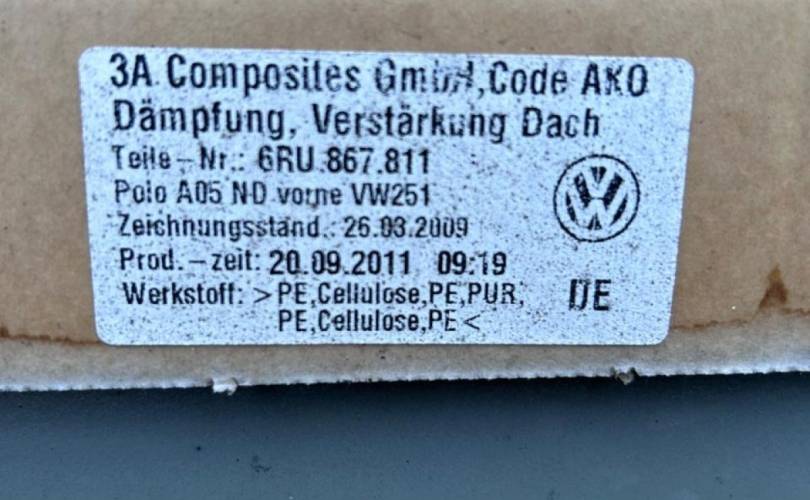 3A Composites GmbH,Code AKO
Dämpfung, Verstärkung Dach
Teile-Nr.: 6RU.867.811
Polo A05 ND vorne VW251
Zeichnungsstand.: 26.03.2009
Prod.-zeit: 20.09.2011 09:19
Werkstoff: >PE,Cellulose,PE,PUR, DE
PE,Cellulose,PE<